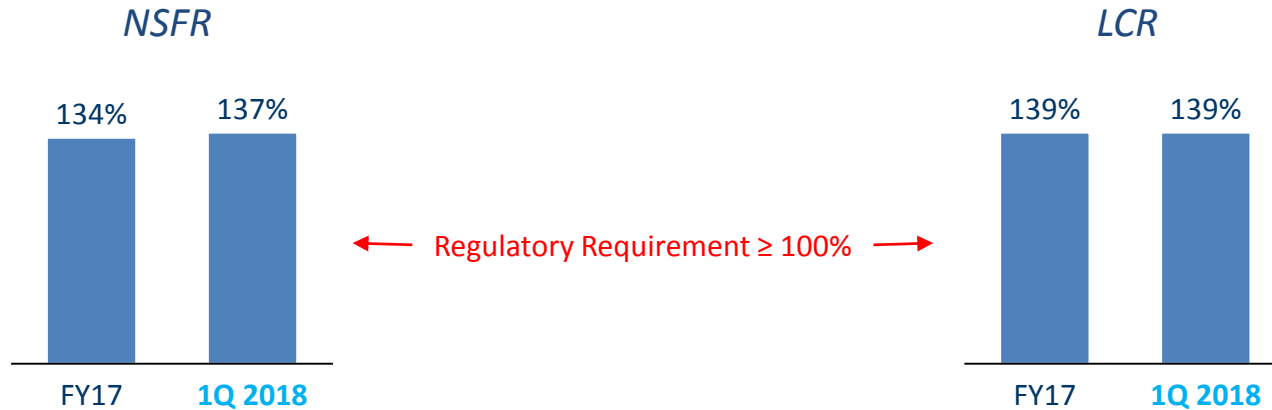 NSFR
134%
137%
FY17
1Q 2018
Regulatory Requirement ≥ 100%
LCR
139%
139%
FY17
1Q 2018